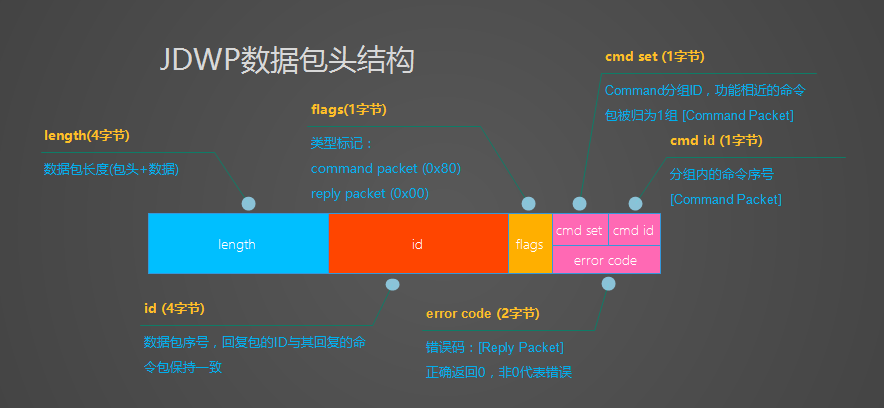 JDWP数据包头结构
cmd set (1字节)
Command分组ID，功能相近的命令
包被归为1组 [Command Packet]
flags(1字节)
类型标记：
command packet (0x80)
reply packet (0x00)
length(4字节)
数据包长度(包头+数据)
cmd id (1字节)
分组内的命令序号
[Command Packet]
length
id
flags
cmd set
cmd id
error code
id (4字节)
数据包序号，回复包的ID与其回复的命
令包保持一致
error code (2字节)
错误码：[Reply Packet]
正确返回0，非0代表错误